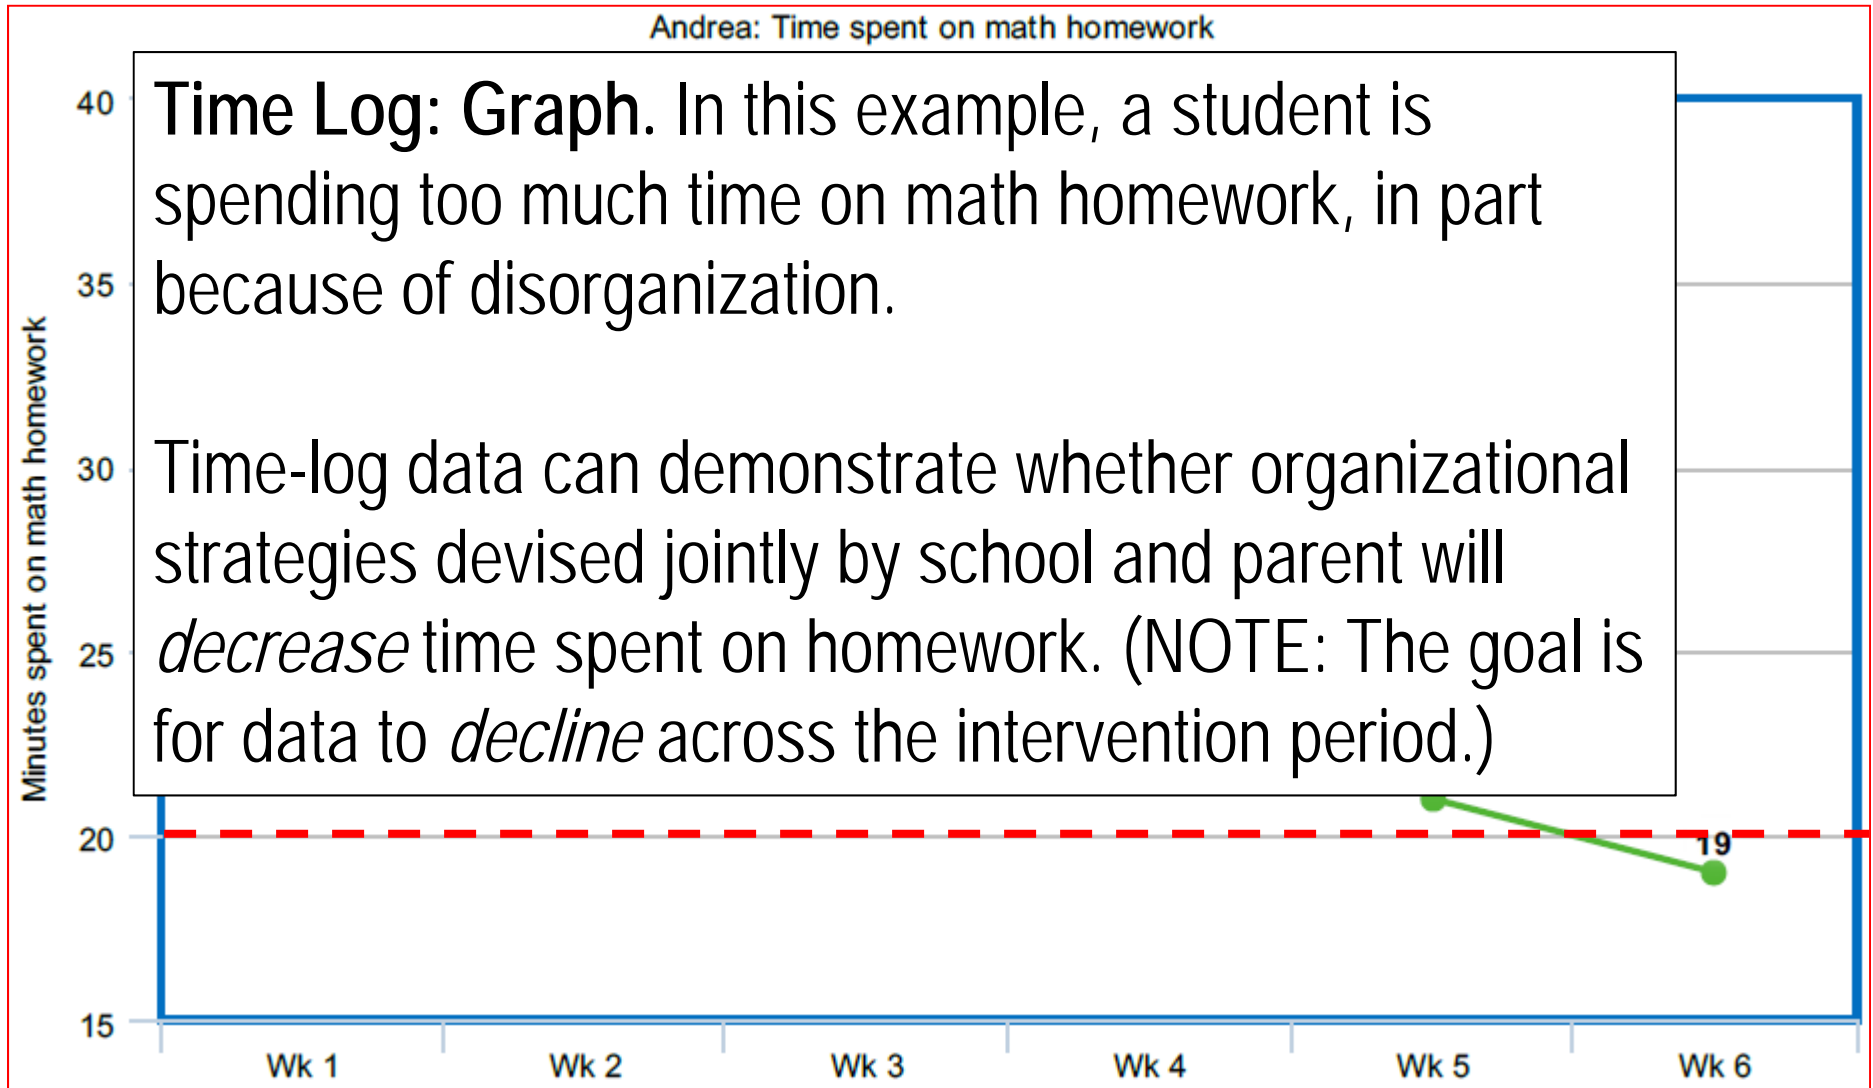 Andrea: Time spent on math homework
Time Log: Graph. In this example, a student is
spending too much time on math homework, in part
because of disorganization.
Time-log data can demonstrate whether organizational
strategies devised jointly by school and parent will
decrease time spent on homework. (NOTE: The goal is
for data to decline across the intervention period.)
Minutes spent on math homework
40
35
30
25
20
15
19
Wk 1
Wk 2
Wk 3
Wk 4
Wk 5
Wk 6